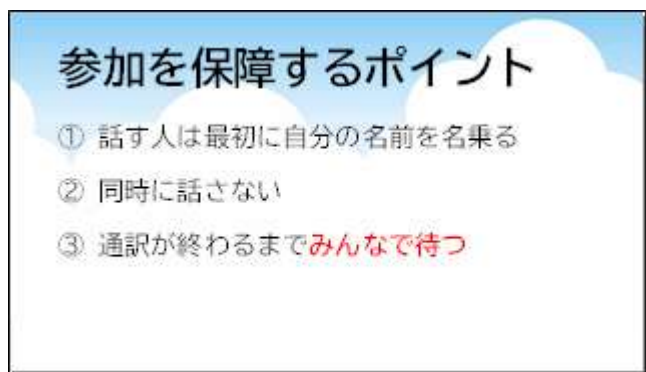 参加を保障するポイント
① 話す人は最初に自分の名前を名乗る
② 同時に話さない
③ 通訳が終わるまでみんなで待つ